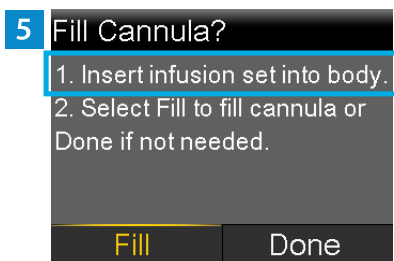 5
Fill Cannula?
1. Insert infusion set into body.
2. Select Fill to fill cannula or
Done if not needed.
Fill Done